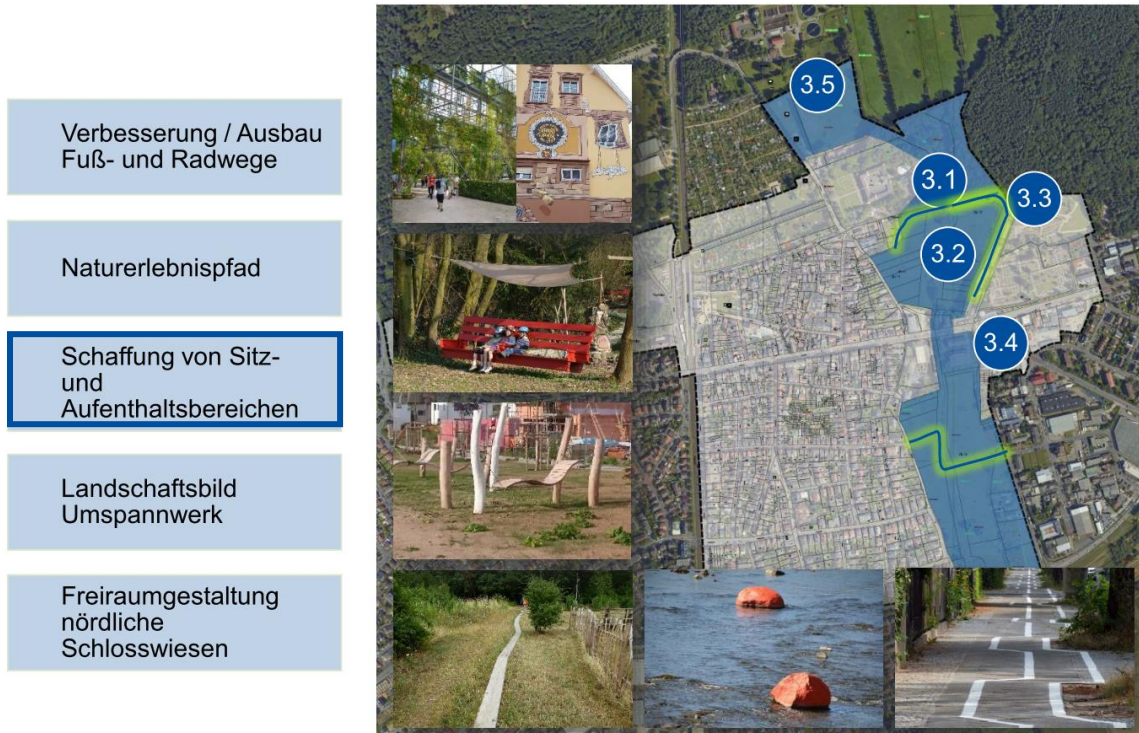 Verbesserung / Ausbau
Fuß- und Radwege
Naturerlebnispfad
Schaffung von Sitz-
und
Aufenthaltsbereichen
Landschaftsbild
Umspannwerk
Freiraumgestaltung
nördliche
Schlosswiesen
3.5
3.1
3.3
3.2
3.4